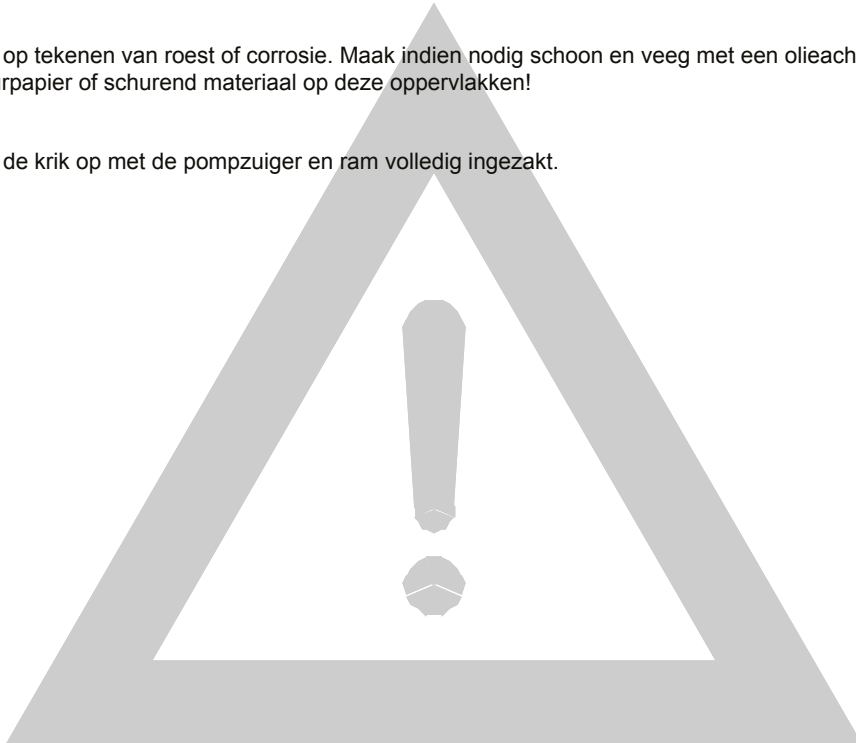 op tekenen van roest of corrosie. Maak indien nodig schoon en veeg met een olieach
rpapier of schurend materiaal op deze oppervlakken!
de krik op met de pompzuiger en ram volledig ingezakt.